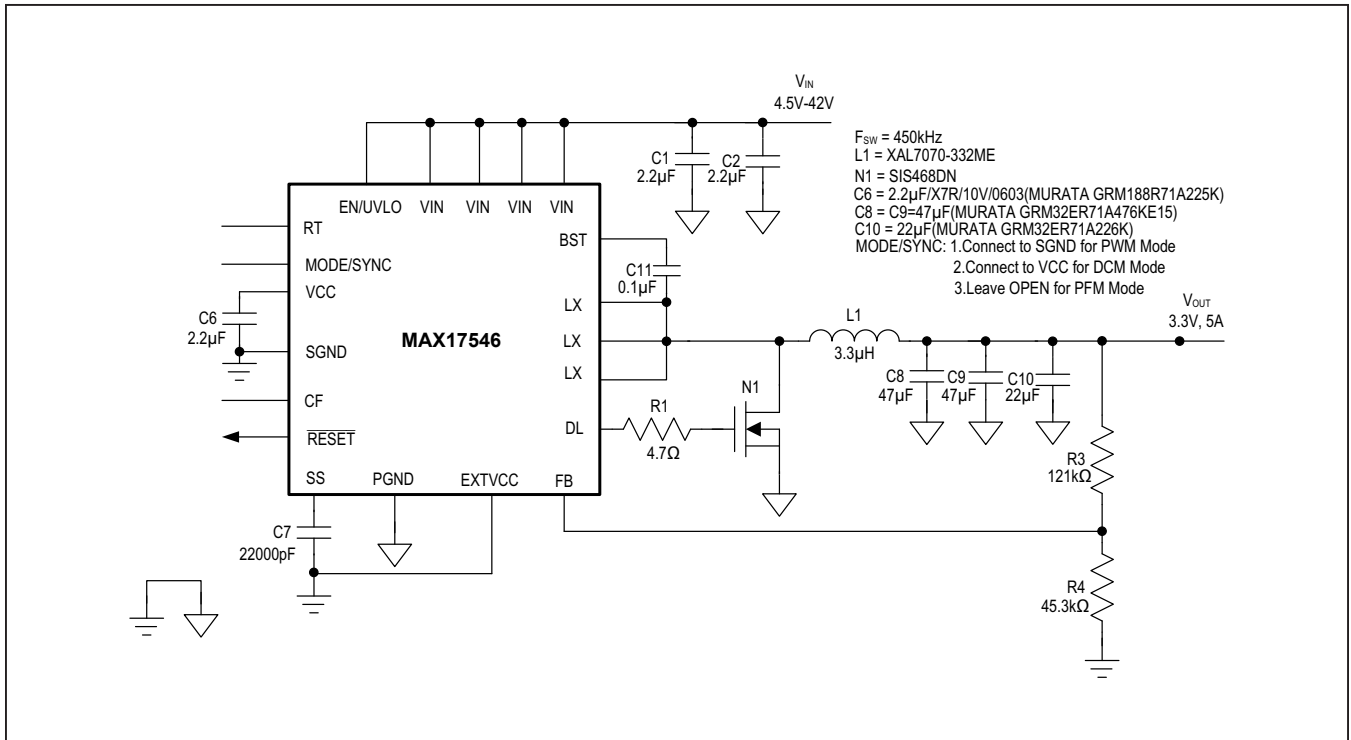 VIN
4.5V-42V
FSW = 450kHz
L1 = XAL7070-332ME
N1 = SIS468DN
C6 = 2.2µF/X7R/10V/0603(MURATA GRM188R71A225K)
C8 = C9=47µF(MURATA GRM32ER71A476KE15)
C10 = 22µF(MURATA GRM32ER71A226K)
MODE/SYNC: 1.Connect to SGND for PWM Mode
2.Connect to VCC for DCM Mode
3.Leave OPEN for PFM Mode
C1
2.2µF
C2
2.2µF
EN/UVLO VIN VIN VIN VIN
RT
MODE/SYNC
VCC
SGND
CF
RESET
SS PGND EXTVCC FB
BST
LX
LX
LX
DL
MAX17546
C6
2.2µF
C11
0.1µF
L1
3.3µH
VOUT
3.3V, 5A
C8
47µF
C9
47µF
C10
22µF
N1
R1
4.7Ω
R3
121kΩ
C7
22000pF
R4
45.3kΩ